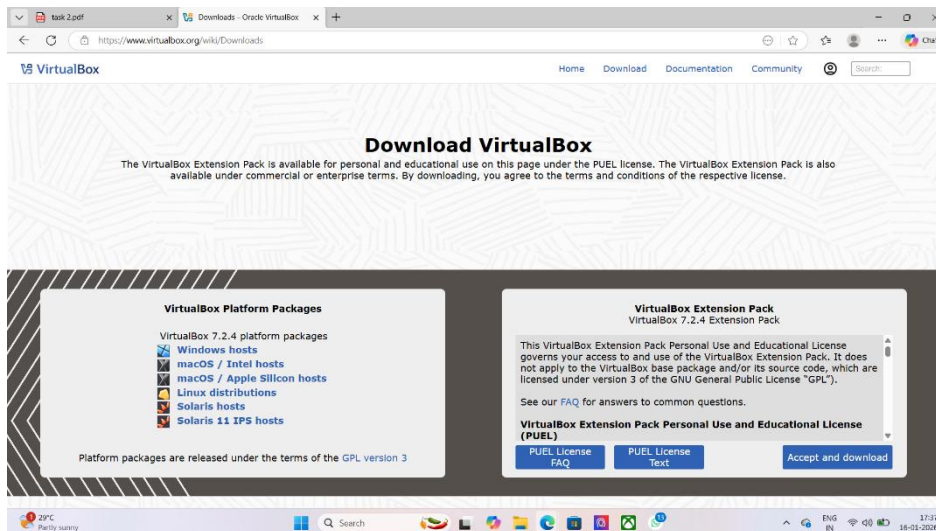 task 2.pdf
Downloads - Oracle VirtualBox
https://www.virtualbox.org/wiki/Downloads
Chat
VirtualBox
Home Download Documentation Community Search:
Download VirtualBox
The VirtualBox Extension Pack is available for personal and educational use on this page under the PUEL license. The VirtualBox Extension Pack is also
available under commercial or enterprise terms. By downloading, you agree to the terms and conditions of the respective license.
VirtualBox Platform Packages
VirtualBox 7.2.4 platform packages
Windows hosts
macOS / Intel hosts
macOS / Apple Silicon hosts
Linux distributions
Solaris hosts
Solaris 11 IPS hosts
Platform packages are released under the terms of the GPL version 3
VirtualBox Extension Pack
VirtualBox 7.2.4 Extension Pack
This VirtualBox Extension Pack Personal Use and Educational License
governs your access to and use of the VirtualBox Extension Pack. It does
not apply to the VirtualBox base package and/or its source code, which are
licensed under version 3 of the GNU General Public License "GPL").
See our FAQ for answers to common questions.
VirtualBox Extension Pack Personal Use and Educational License
(PUEL)
PUEL License
FAQ
PUEL License
Text
Accept and download
29°C
Partly sunny
Search
13
ENG
IN
17:37
16-01-2026